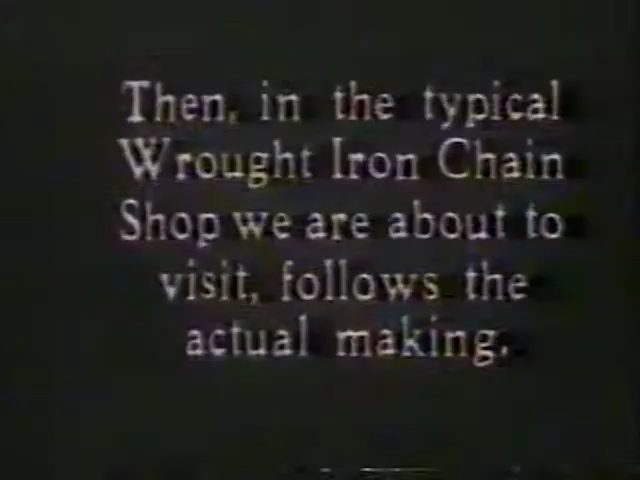 Then, in the typical
Wrought Iron Chain
Shop we are about to
visit, follows the
actual making.